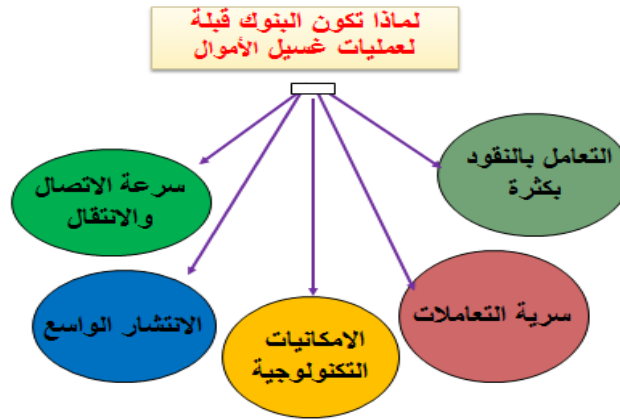 لماذا تكون البنوك قبلة
لعمليات غسيل الأموال
التعامل بالنقود
بكثرة
سرية التعاملات
الامكانيات
التكنولوجية
الانتشار الواسع
سرعة الاتصال
والانتقال